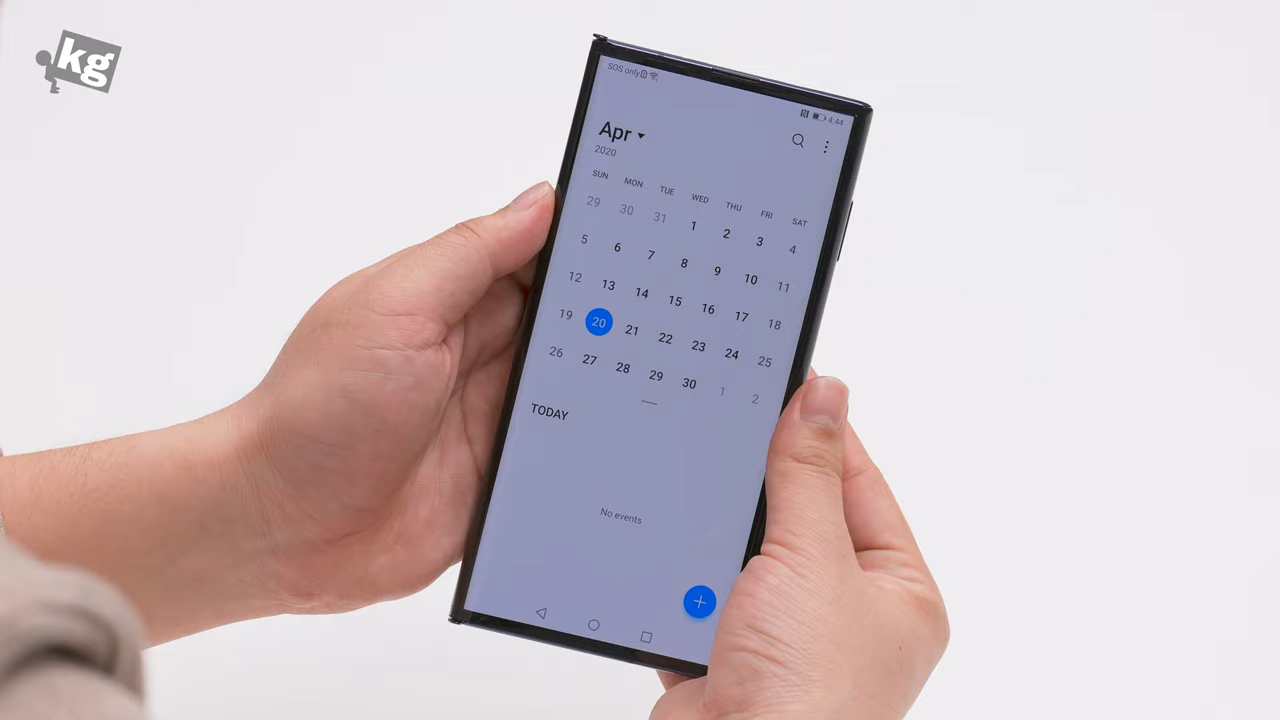 kg
SOS only
4:44
Apr
2020
SUN MON TUE WED THU FRI SAT
29 30 31 1 2 3 4
5 6 7 8 9 10 11
12 13 14 15 16 17 18
19 20 21 22 23 24 25
26 27 28 29 30 1 2
TODAY
No events